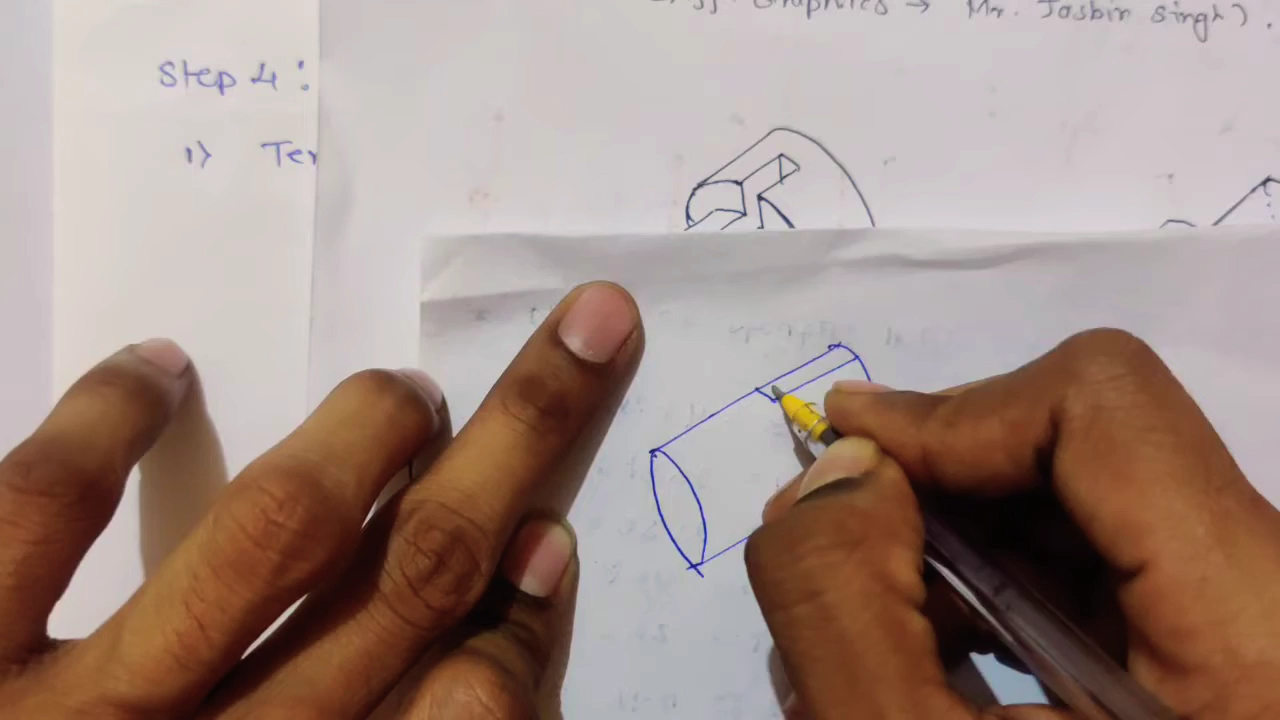 Graphics → Mr. Jasbir Singh).
Step 4:
1) Ter